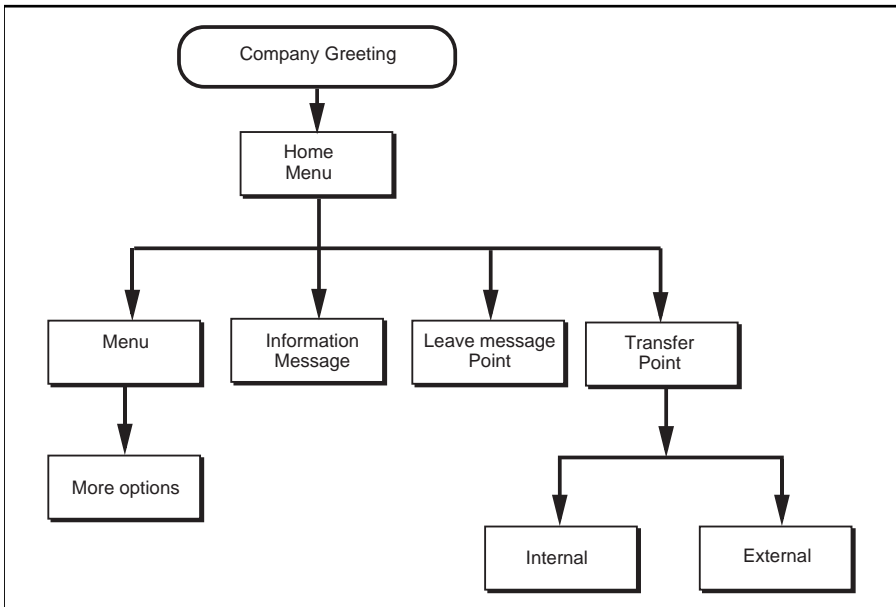 Company Greeting
Home
Menu
Menu
Information
Message
Leave message
Point
Transfer
Point
More options
Internal
External